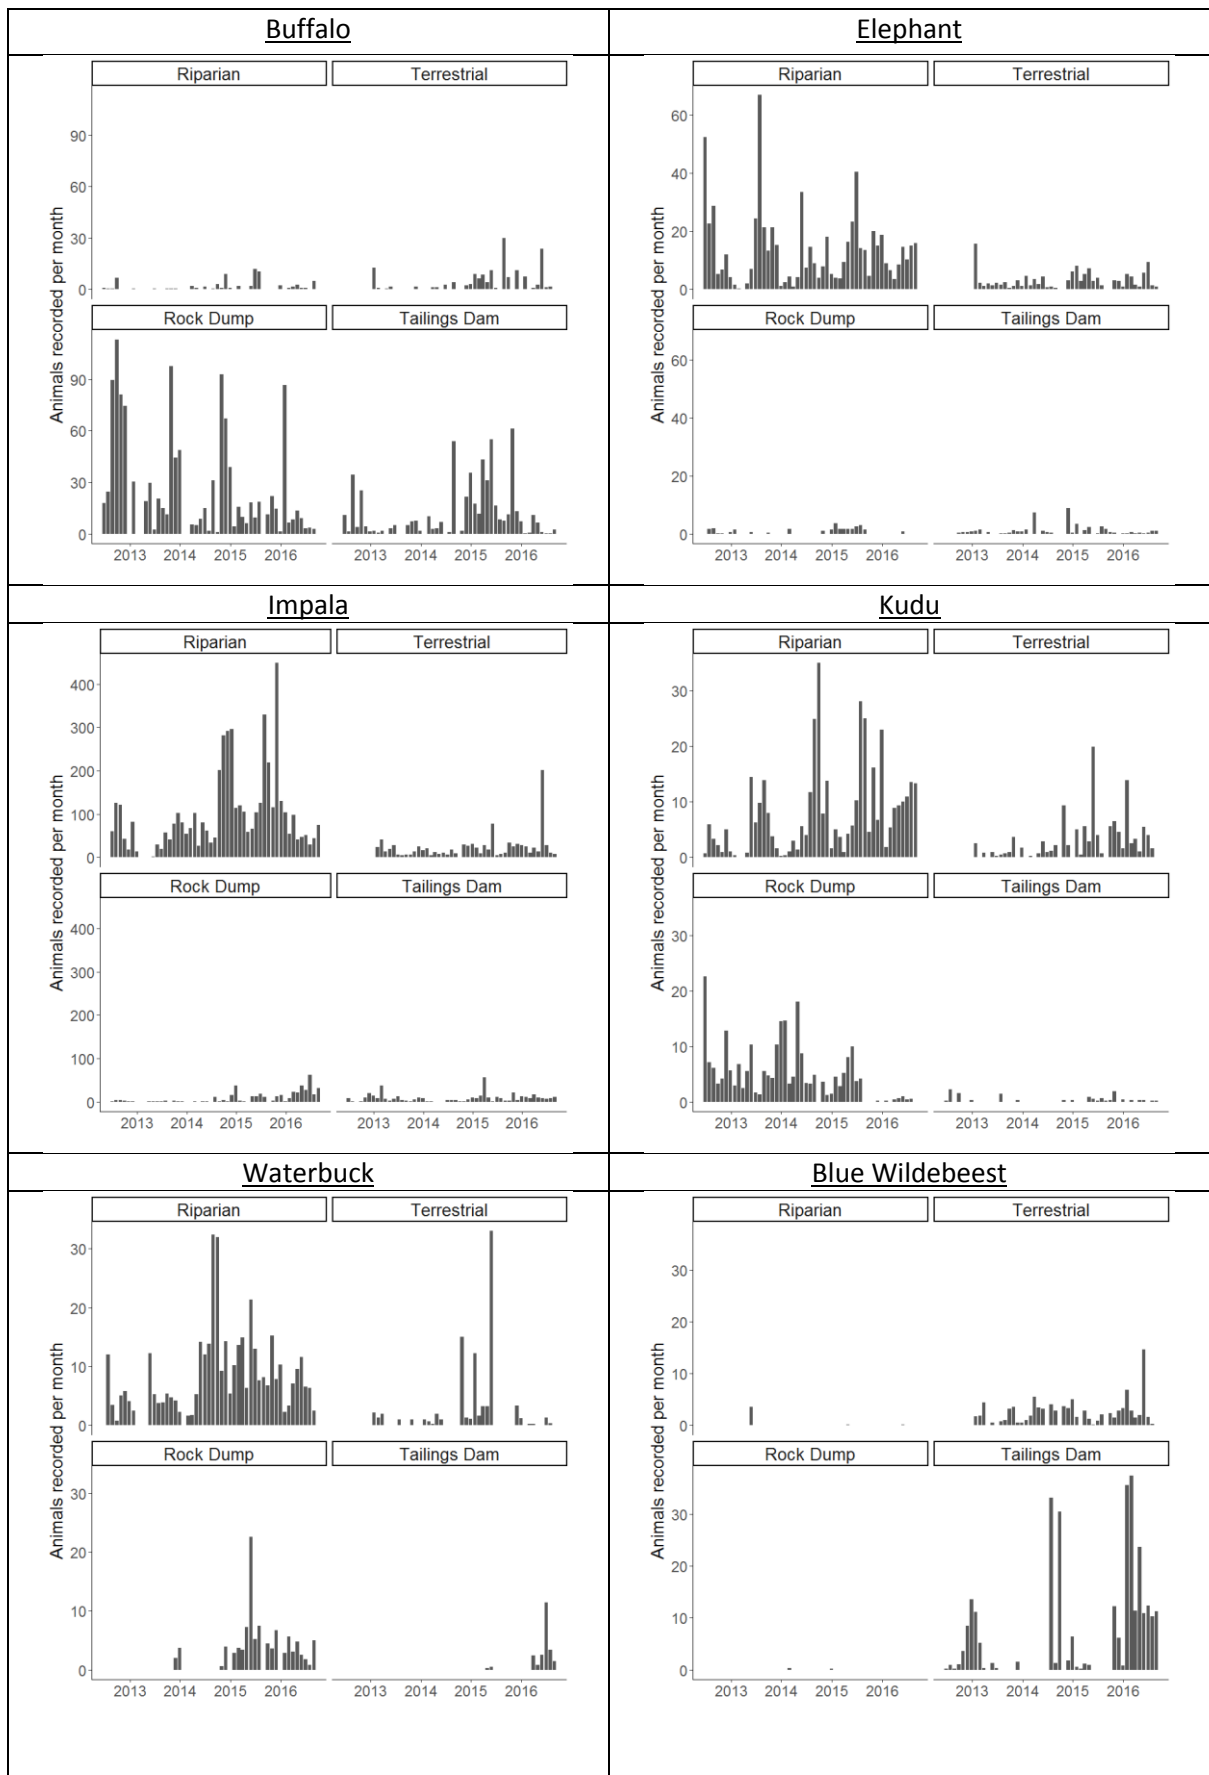 Buffalo
Elephant
Riparian Terrestrial
Animals recorded per month
90
60
30
0
Rock Dump Tailings Dam
90
60
30
0
2013 2014 2015 2016 2013 2014 2015 2016
Riparian Terrestrial
Animals recorded per month
60
40
20
0
Rock Dump Tailings Dam
60
40
20
0
2013 2014 2015 2016 2013 2014 2015 2016
Impala
Kudu
Riparian Terrestrial
Animals recorded per month
400
300
200
100
0
Rock Dump Tailings Dam
400
300
200
100
0
2013 2014 2015 2016 2013 2014 2015 2016
Riparian Terrestrial
Animals recorded per month
30
20
10
0
Rock Dump Tailings Dam
30
20
10
0
2013 2014 2015 2016 2013 2014 2015 2016
Waterbuck
Blue Wildebeest
Riparian Terrestrial
Animals recorded per month
30
20
10
0
Rock Dump Tailings Dam
30
20
10
0
2013 2014 2015 2016 2013 2014 2015 2016
Riparian Terrestrial
Animals recorded per month
30
20
10
0
Rock Dump Tailings Dam
30
20
10
0
2013 2014 2015 2016 2013 2014 2015 2016